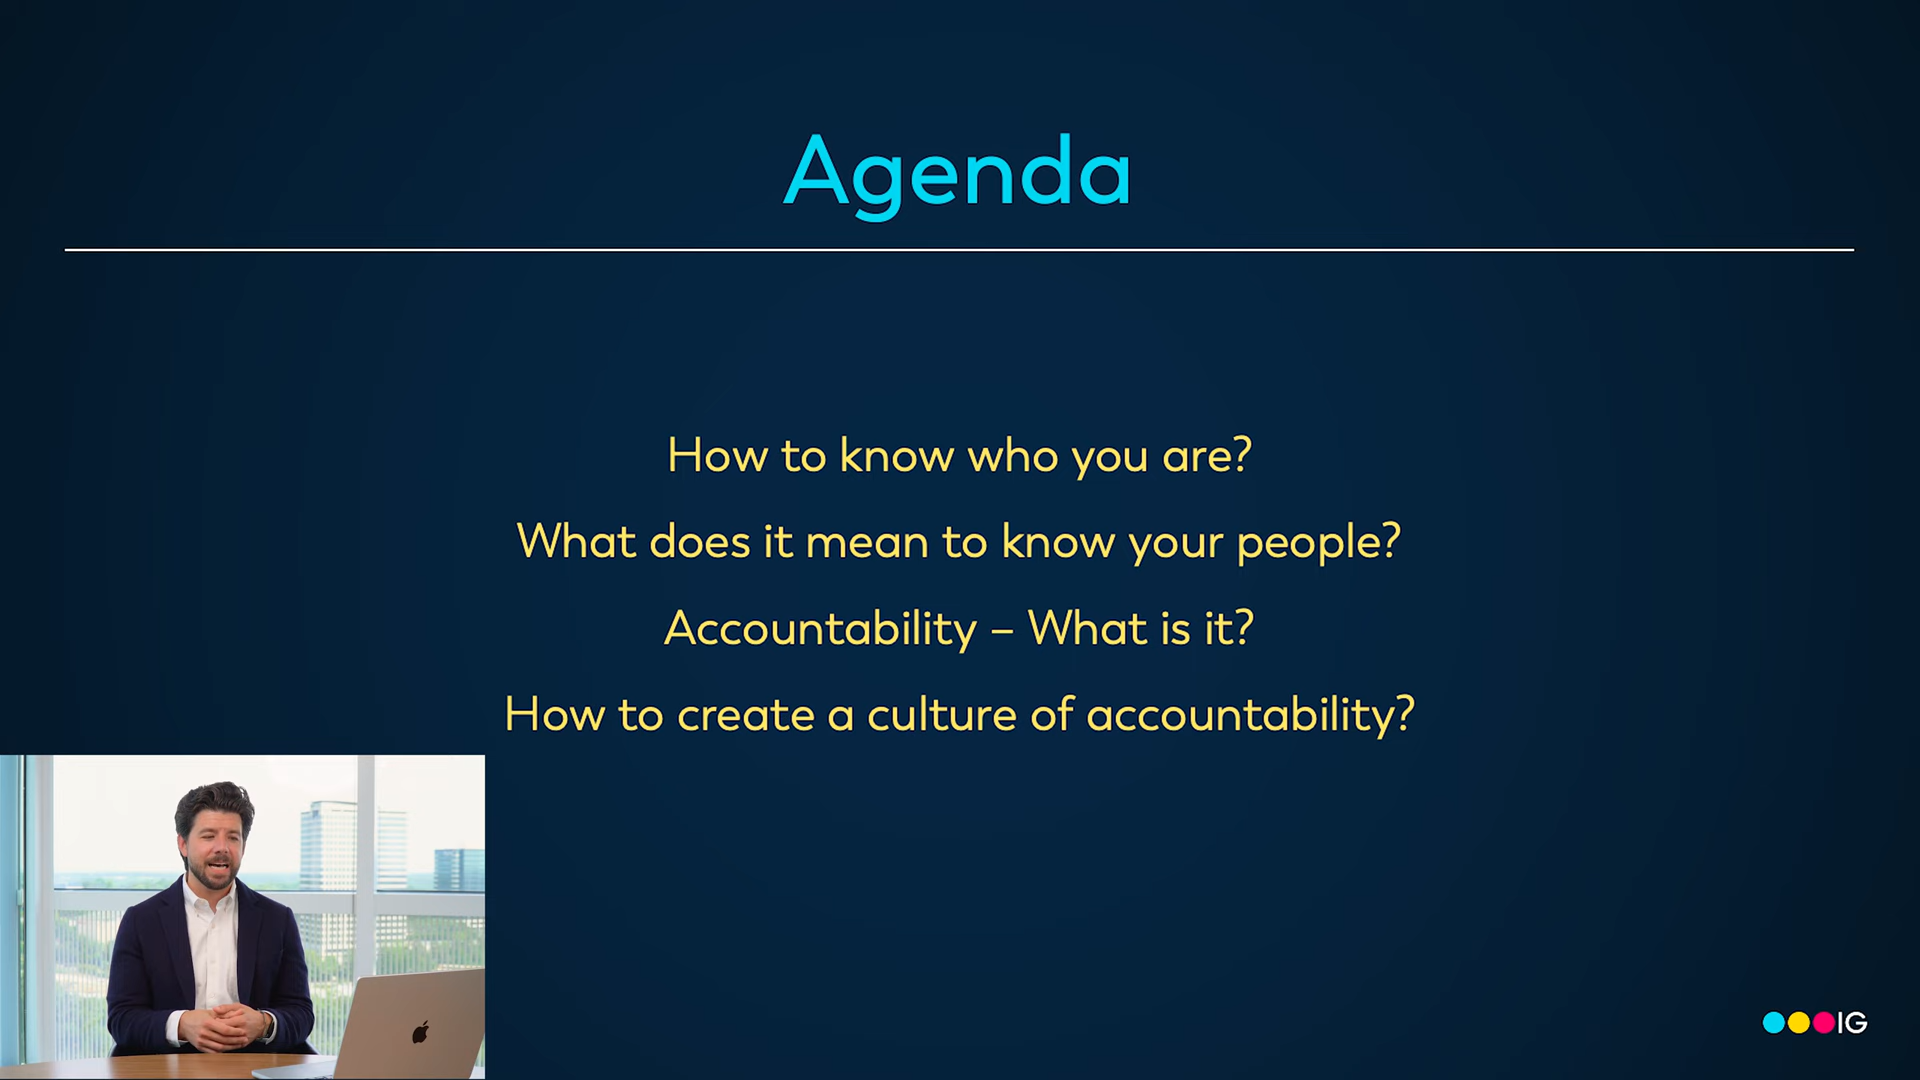 Agenda
How to know who you are?
What does it mean to know your people?
Accountability – What is it?
How to create a culture of accountability?
IG